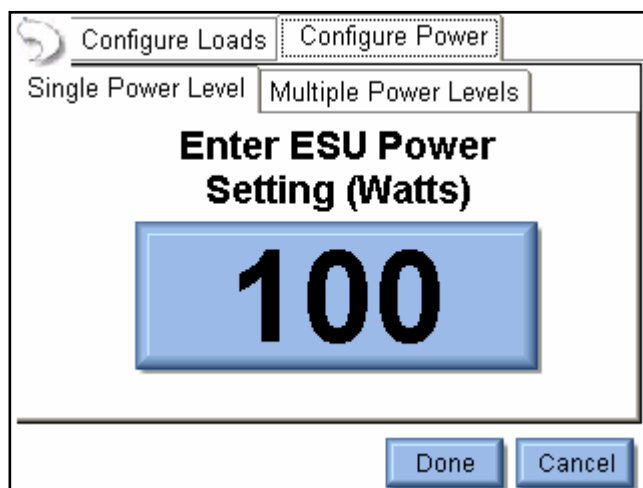 Configure Loads Configure Power
Single Power Level Multiple Power Levels
Enter ESU Power
Setting (Watts)
100
Done Cancel